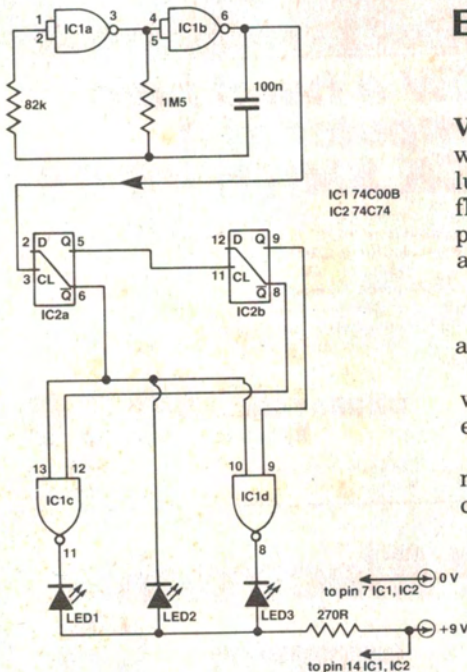 1
2
IC1a
3
4
5
IC1b
6
82k
1M5
100n
IC1 74C00B
IC2 74C74
2
D
Q
5
3
CL
Q̅
6
IC2a
12
D
Q
9
11
CL
Q̅
8
IC2b
13
12
IC1c
11
10
9
IC1d
8
LED1
LED2
LED3
270R
0 V
to pin 7 IC1, IC2
+9 V
to pin 14 IC1, IC2